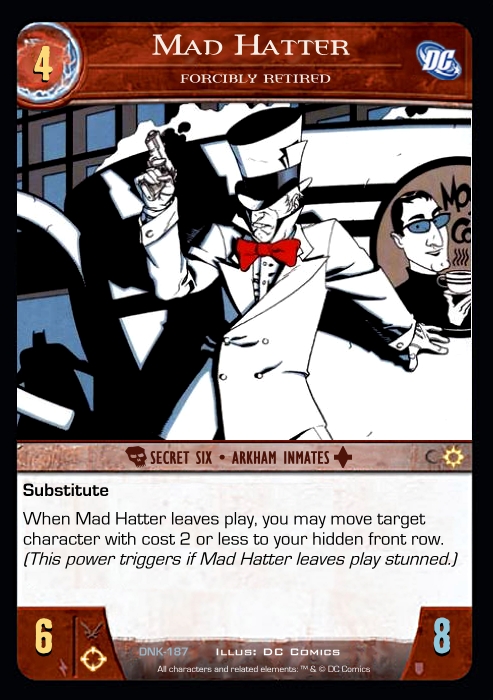 4
MAD HATTER
FORCIBLY RETIRED
DC
MO
CO
SECRET SIX • ARKHAM INMATES
Substitute
When Mad Hatter leaves play, you may move target
character with cost 2 or less to your hidden front row.
(This power triggers if Mad Hatter leaves play stunned.)
6
8
DNK-187 ILLUS: DC COMICS
All characters and related elements: ™ & © DC Comics